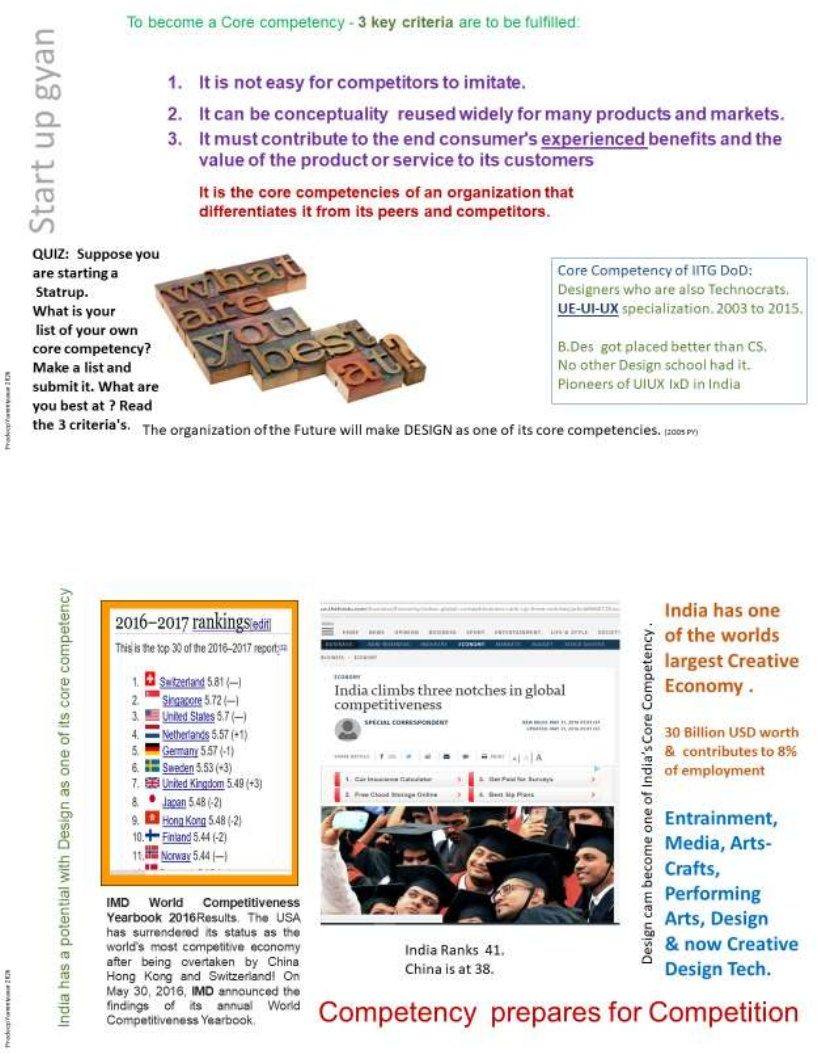 To become a Core competency - 3 key criteria are to be fulfilled:
Start up gyan
1. It is not easy for competitors to imitate.
2. It can be conceptuality reused widely for many products and markets.
3. It must contribute to the end consumer's experienced benefits and the
value of the product or service to its customers
It is the core competencies of an organization that
differentiates it from its peers and competitors.
QUIZ: Suppose you
are starting a
Statrup.
What is your
list of your own
core competency?
Make a list and
submit it. What are
you best at ? Read
the 3 criteria's.
what
are
you
best
at?
Core Competency of IITG DoD:
Designers who are also Technocrats.
UE-UI-UX specialization. 2003 to 2015.
B.Des got placed better than CS.
No other Design school had it.
Pioneers of UIUX IxD in India
The organization of the Future will make DESIGN as one of its core competencies. (2005 PY)
India has a potential with Design as one of its core competency
2016–2017 rankings[edit]
This is the top 30 of the 2016–2017 report:
1. Switzerland 5.81 (—)
2. Singapore 5.72 (—)
3. United States 5.7 (—)
4. Netherlands 5.57 (+1)
5. Germany 5.57 (-1)
6. Sweden 5.53 (+3)
7. United Kingdom 5.49 (+3)
8. Japan 5.48 (-2)
9. Hong Kong 5.48 (-2)
10. Finland 5.44 (-2)
11. Norway 5.44 (—)
IMD World Competitiveness
Yearbook 2016Results. The USA
has surrendered its status as the
world's most competitive economy
after being overtaken by China
Hong Kong and Switzerland! On
May 30, 2016, IMD announced the
findings of its annual World
Competitiveness Yearbook.
HOME NEWS OPINION BUSINESS SPORT ENTERTAINMENT LIFE & STYLE SOCIETY
BUSINESS ECONOMY
ECONOMY
India climbs three notches in global
competitiveness
SPECIAL CORRESPONDENT
1. Car Insurance Calculator
2. Free Cloud Storage Online
3. Get Paid for Surveys
4. Best Sip Plans
India Ranks 41.
China is at 38.
Design cam become one of India's Core Competency .
India has one
of the worlds
largest Creative
Economy .
30 Billion USD worth
& contributes to 8%
of employment
Entrainment,
Media, Arts-
Crafts,
Performing
Arts, Design
& now Creative
Design Tech.
Competency prepares for Competition